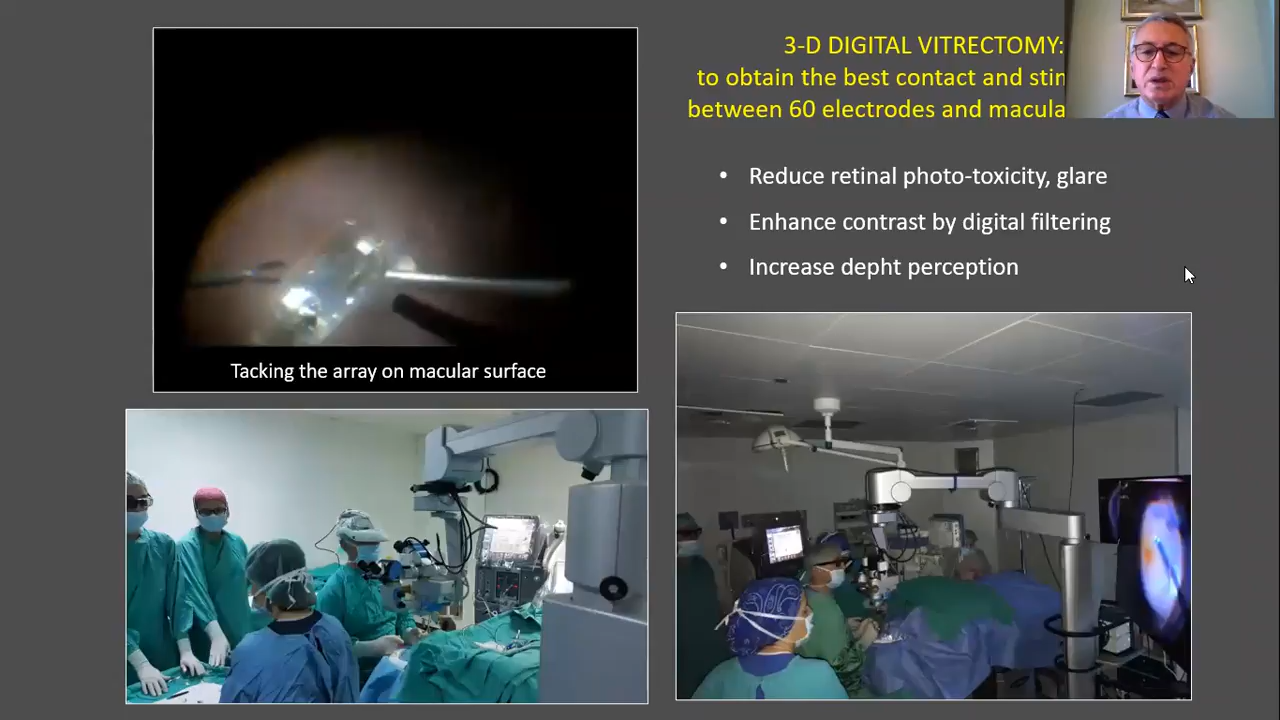 3-D DIGITAL VITRECTOMY:
to obtain the best contact and
between 60 electrodes and macula
• Reduce retinal photo-toxicity, glare
• Enhance contrast by digital filtering
• Increase depht perception
Tacking the array on macular surface